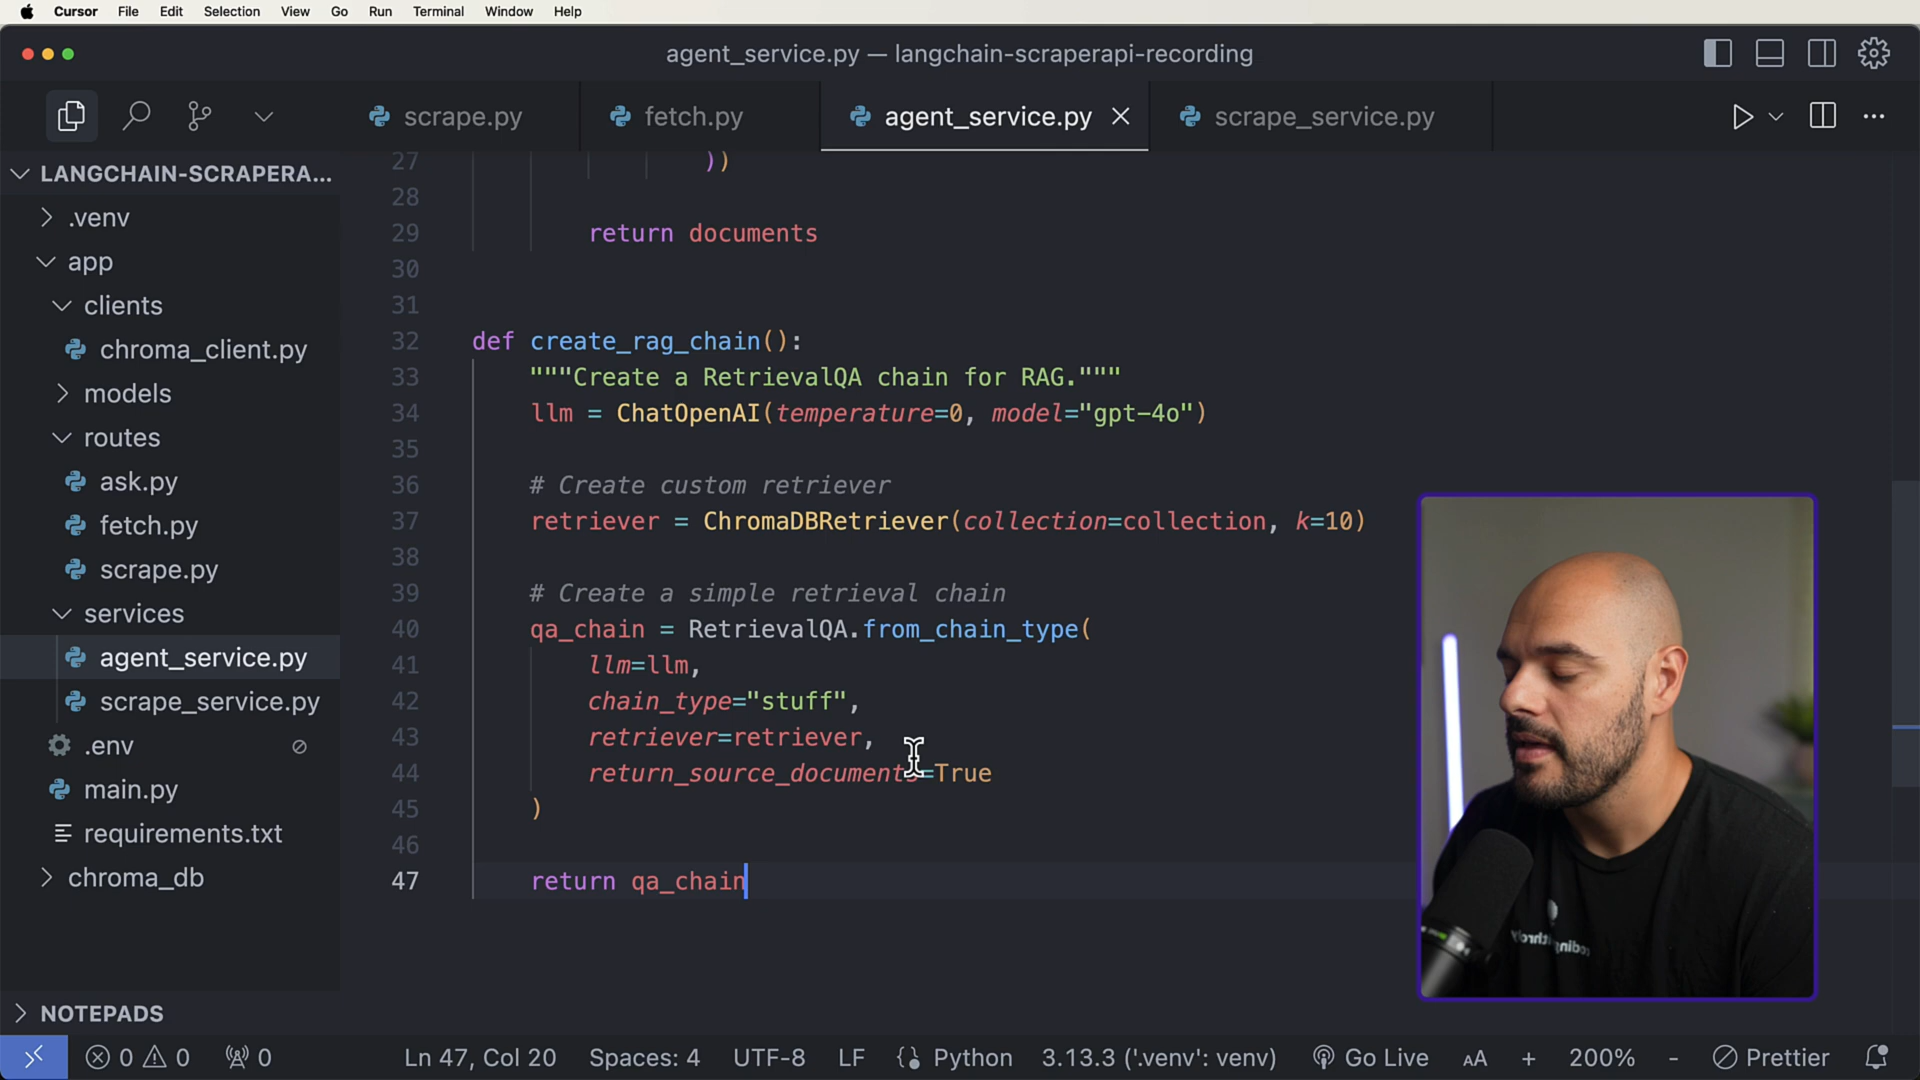 Cursor File Edit Selection View Go Run Terminal Window Help
agent_service.py — langchain-scraperapi-recording
scrape.py
fetch.py
agent_service.py
scrape_service.py
LANGCHAIN-SCRAPERA...
.venv
app
clients
chroma_client.py
models
routes
ask.py
fetch.py
scrape.py
services
agent_service.py
scrape_service.py
.env
main.py
requirements.txt
chroma_db
NOTEPADS
27 ))
28
29 return documents
30
31
32 def create_rag_chain():
33 """Create a RetrievalQA chain for RAG."""
34 llm = ChatOpenAI(temperature=0, model="gpt-4o")
35
36 # Create custom retriever
37 retriever = ChromaDBRetriever(collection=collection, k=10)
38
39 # Create a simple retrieval chain
40 qa_chain = RetrievalQA.from_chain_type(
41 llm=llm,
42 chain_type="stuff",
43 retriever=retriever,
44 return_source_documents=True
45 )
46
47 return qa_chain
0 0 0 Ln 47, Col 20 Spaces: 4 UTF-8 LF Python 3.13.3 ('.venv': venv) Go Live AA + 200% - Prettier